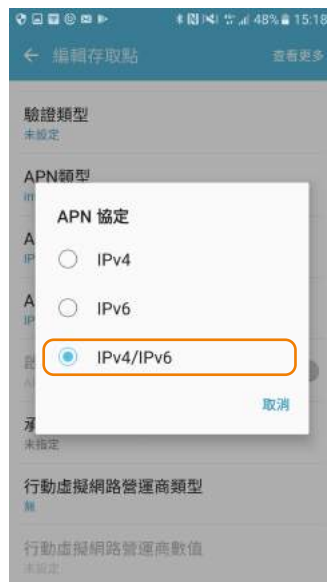 48% 15:18
編輯存取點 查看更多
驗證類型
未設定
APN類型
APN 協定
IPv4
IPv6
IPv4/IPv6
取消
未指定
行動虛擬網路營運商類型
無
行動虛擬網路營運商數值
未設定